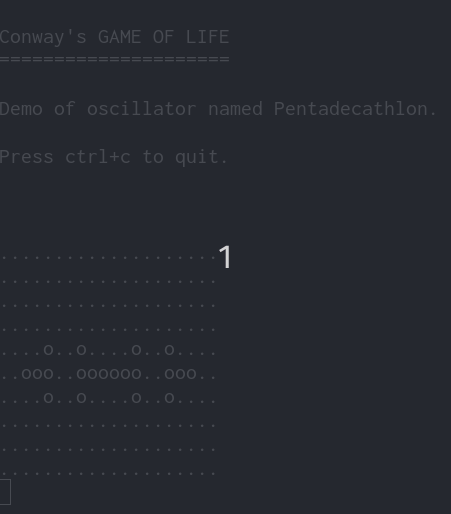 Conway's GAME OF LIFE
=====================
Demo of oscillator named Pentadecathlon.
Press ctrl+c to quit.
1
....................
....................
....................
....................
....o..o....o..o....
..ooo..oooooo..ooo..
....o..o....o..o....
....................
....................
....................